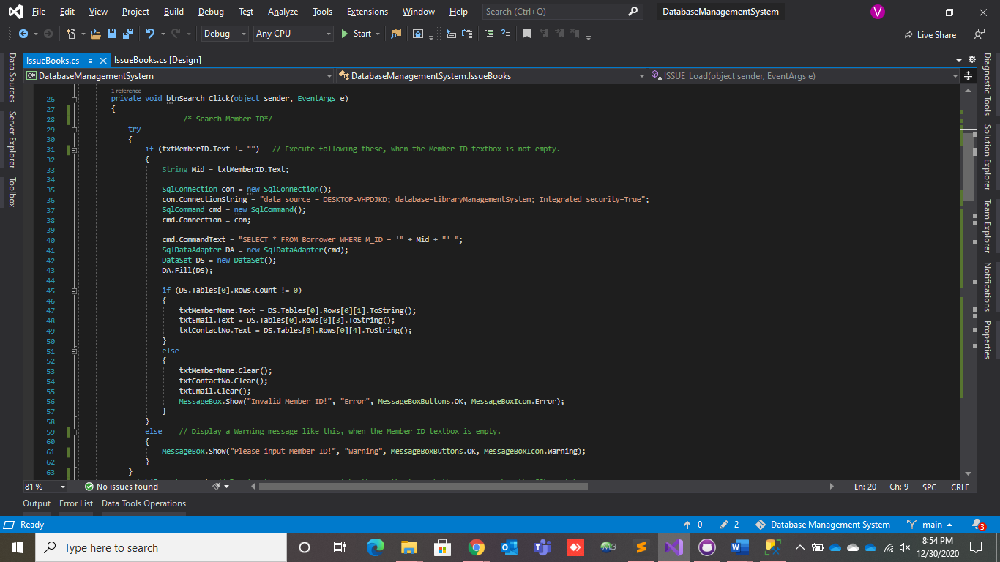 File Edit View Project Build Debug Test Analyze Tools Extensions Window Help Search (Ctrl+Q) DatabaseManagementSystem V
Debug Any CPU Start Live Share
IssueBooks.cs IssueBooks.cs [Design]
C# DatabaseManagementSystem DatabaseManagementSystem.IssueBooks ISSUE_Load(object sender, EventArgs e)
Data Sources
Server Explorer
Toolbox
1 reference
26 private void btnSearch_Click(object sender, EventArgs e)
27 {
28 /* Search Member ID*/
29 try
30 {
31 if (txtMemberID.Text != "") // Execute following these, when the Member ID textbox is not empty.
32 {
33 String Mid = txtMemberID.Text;
34
35 SqlConnection con = new SqlConnection();
36 con.ConnectionString = "data source = DESKTOP-VHPDJKD; database=LibraryManagementSystem; Integrated security=True";
37 SqlCommand cmd = new SqlCommand();
38 cmd.Connection = con;
39
40 cmd.CommandText = "SELECT * FROM Borrower WHERE M_ID = '" + Mid + "' ";
41 SqlDataAdapter DA = new SqlDataAdapter(cmd);
42 DataSet DS = new DataSet();
43 DA.Fill(DS);
44
45 if (DS.Tables[0].Rows.Count != 0)
46 {
47 txtMemberName.Text = DS.Tables[0].Rows[0][1].ToString();
48 txtEmail.Text = DS.Tables[0].Rows[0][3].ToString();
49 txtContactNo.Text = DS.Tables[0].Rows[0][4].ToString();
50 }
51 else
52 {
53 txtMemberName.Clear();
54 txtContactNo.Clear();
55 txtEmail.Clear();
56 MessageBox.Show("Invalid Member ID!", "Error", MessageBoxButtons.OK, MessageBoxIcon.Error);
57 }
58 }
59 else // Display a Warning message like this, when the Member ID textbox is empty.
60 {
61 MessageBox.Show("Please input Member ID!", "Warning", MessageBoxButtons.OK, MessageBoxIcon.Warning);
62 }
63 }
Diagnostic Tools
Solution Explorer
Team Explorer
Notifications
Properties
81 % No issues found Ln: 20 Ch: 9 SPC CRLF
Output Error List Data Tools Operations
Ready 0 2 Database Management System main 3
Type here to search 8:54 PM
12/30/2020